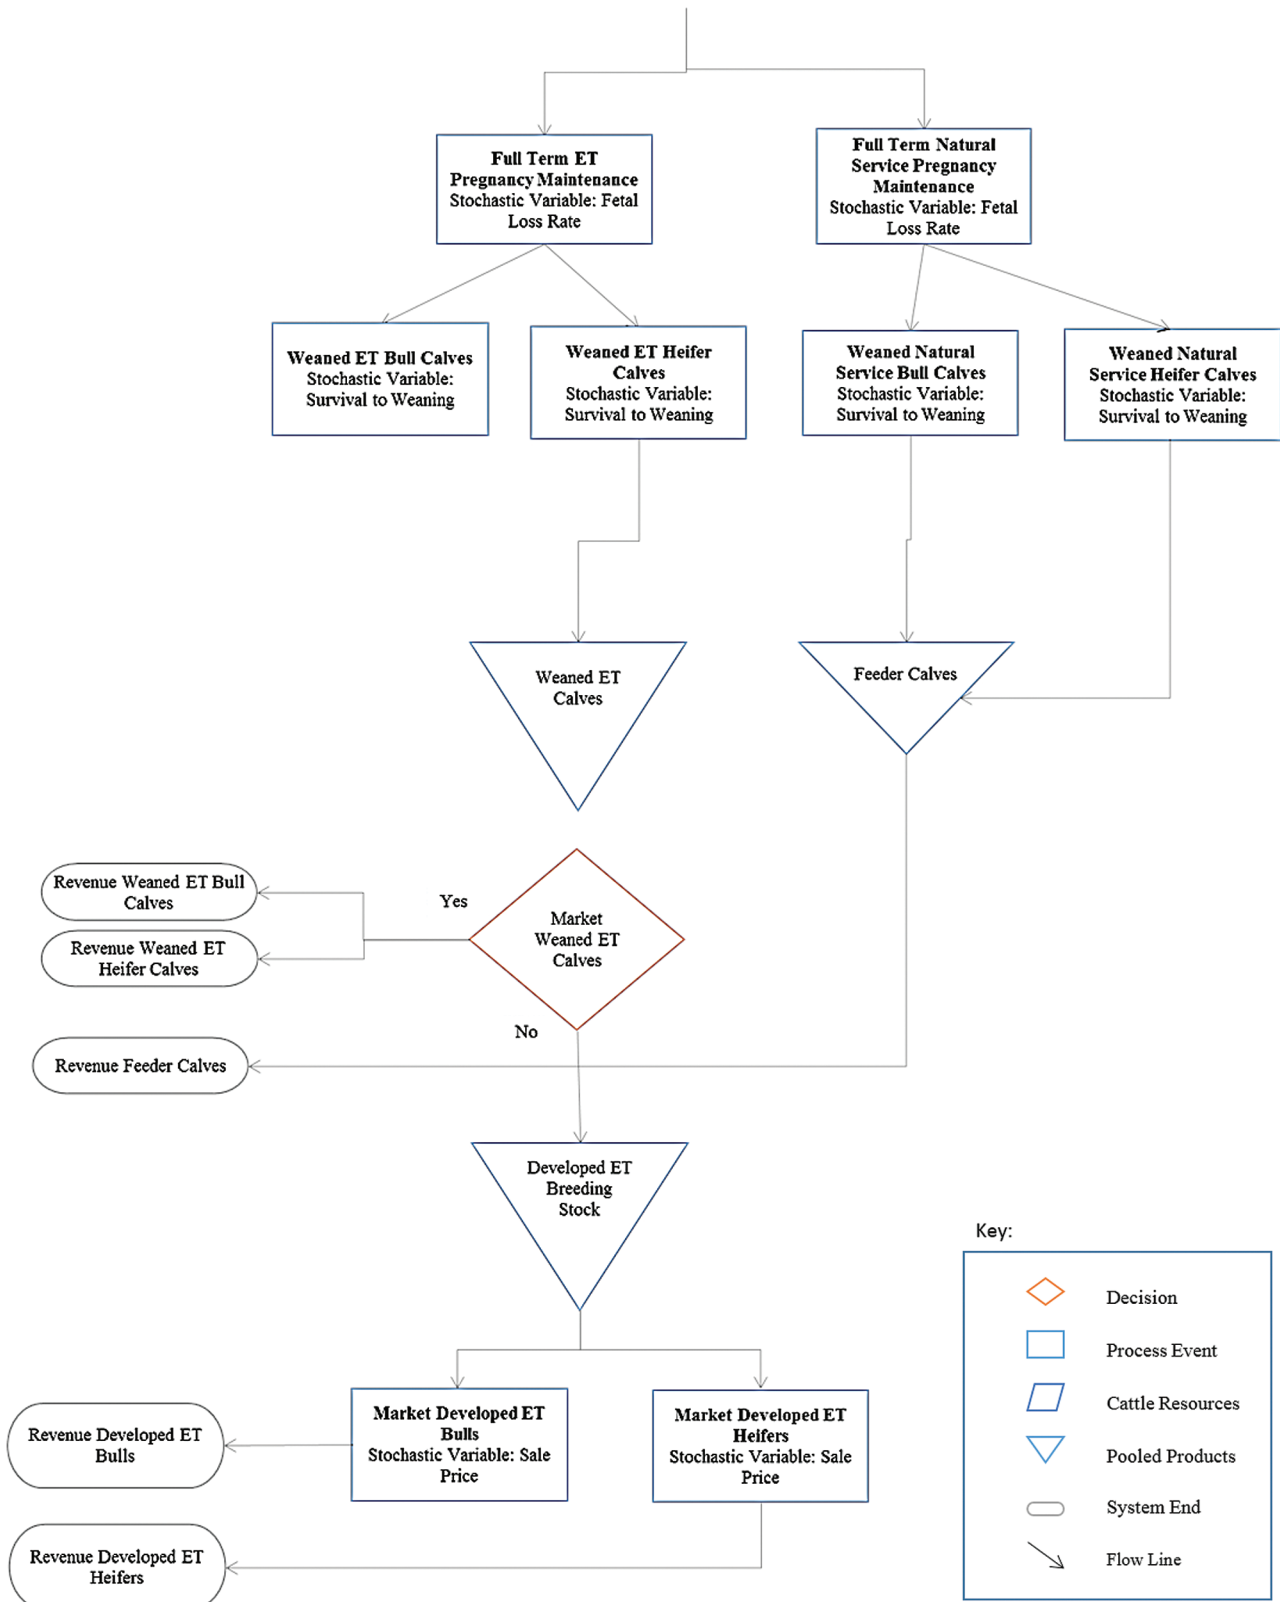 Full Term ET
Pregnancy Maintenance
Stochastic Variable: Fetal
Loss Rate
Full Term Natural
Service Pregnancy
Maintenance
Stochastic Variable: Fetal
Loss Rate
Weaned ET Bull Calves
Stochastic Variable:
Survival to Weaning
Weaned ET Heifer
Calves
Stochastic Variable:
Survival to Weaning
Weaned Natural
Service Bull Calves
Stochastic Variable:
Survival to Weaning
Weaned Natural
Service Heifer Calves
Stochastic Variable:
Survival to Weaning
Weaned ET
Calves
Feeder Calves
Revenue Weaned ET Bull
Calves
Revenue Weaned ET
Heifer Calves
Yes
Market
Weaned ET
Calves
No
Revenue Feeder Calves
Developed ET
Breeding
Stock
Market Developed ET
Bulls
Stochastic Variable: Sale
Price
Market Developed ET
Heifers
Stochastic Variable: Sale
Price
Revenue Developed ET
Bulls
Revenue Developed ET
Heifers
Key:
Decision
Process Event
Cattle Resources
Pooled Products
System End
Flow Line